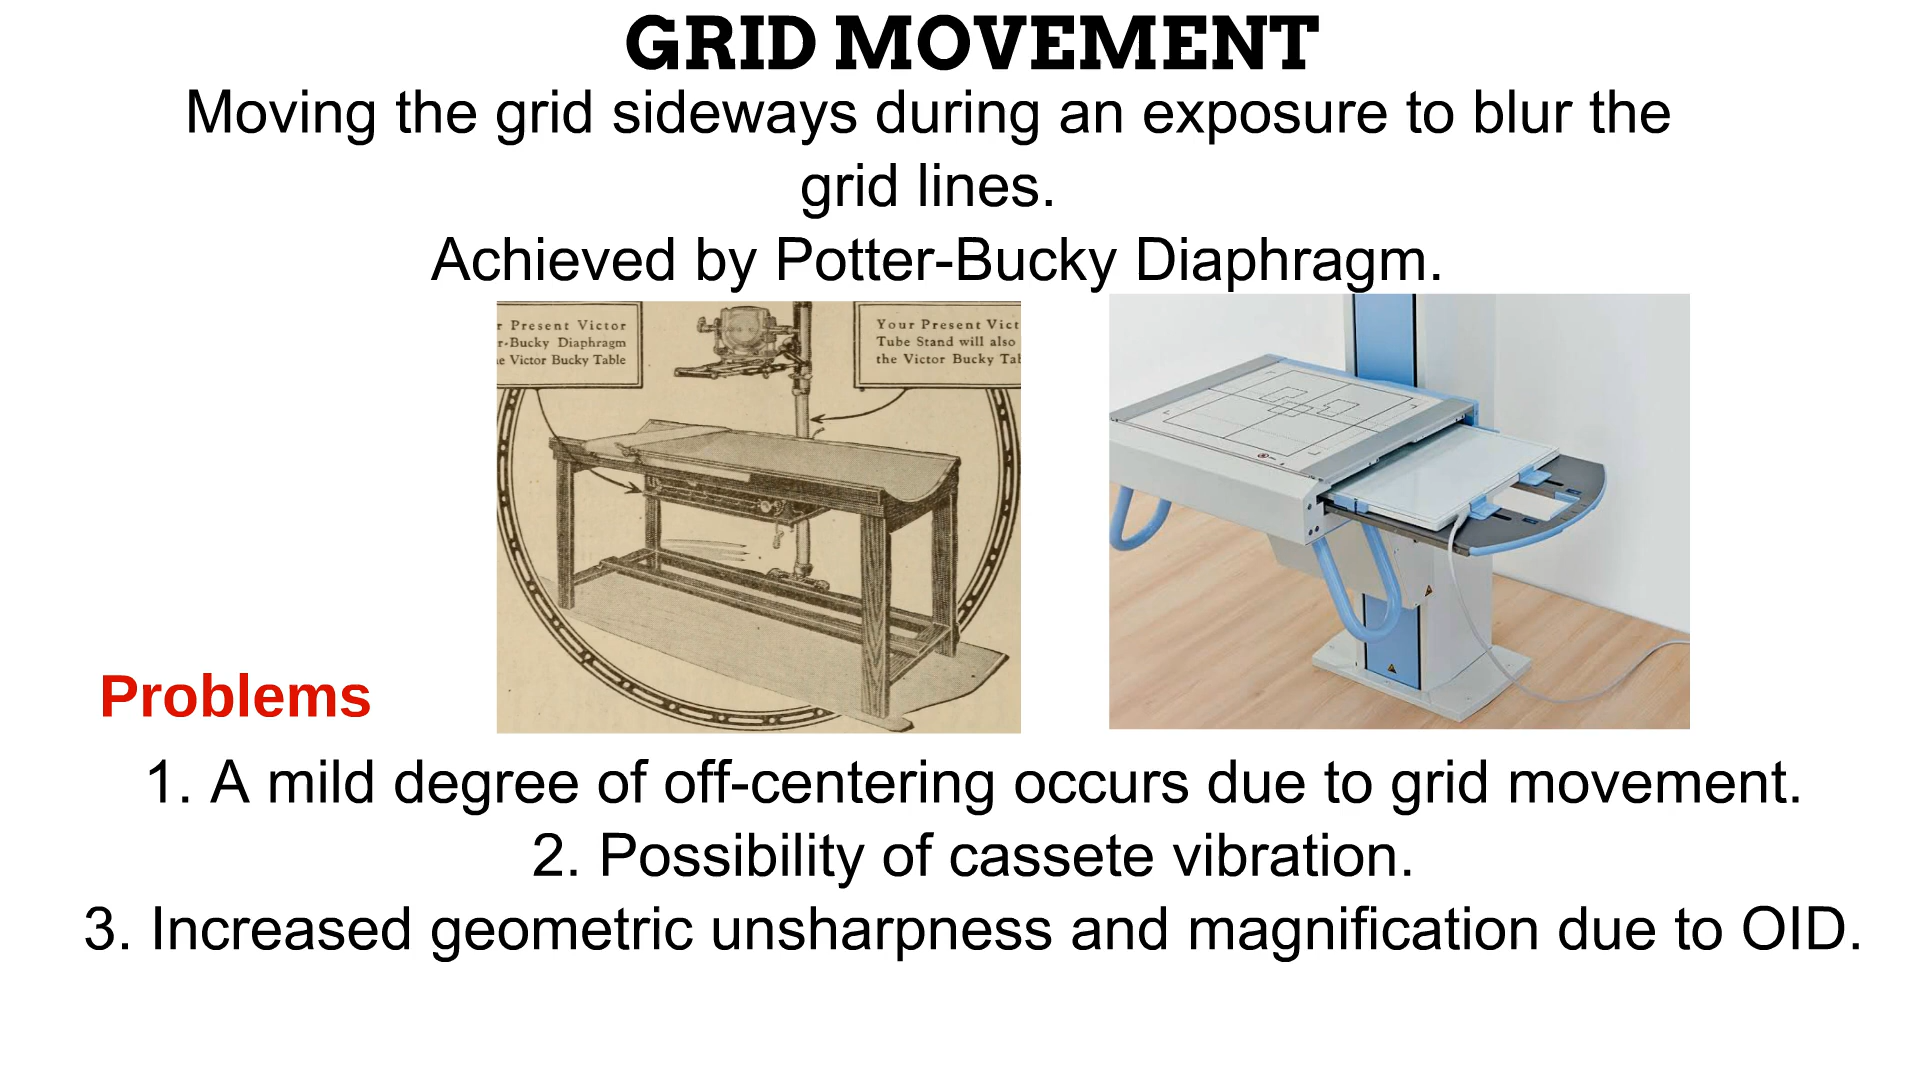 GRID MOVEMENT
Moving the grid sideways during an exposure to blur the
grid lines.
Achieved by Potter-Bucky Diaphragm.
r Present Victor
r-Bucky Diaphragm
e Victor Bucky Table
Your Present Vict
Tube Stand will also
the Victor Bucky Tab
Problems
1. A mild degree of off-centering occurs due to grid movement.
2. Possibility of cassete vibration.
3. Increased geometric unsharpness and magnification due to OID.